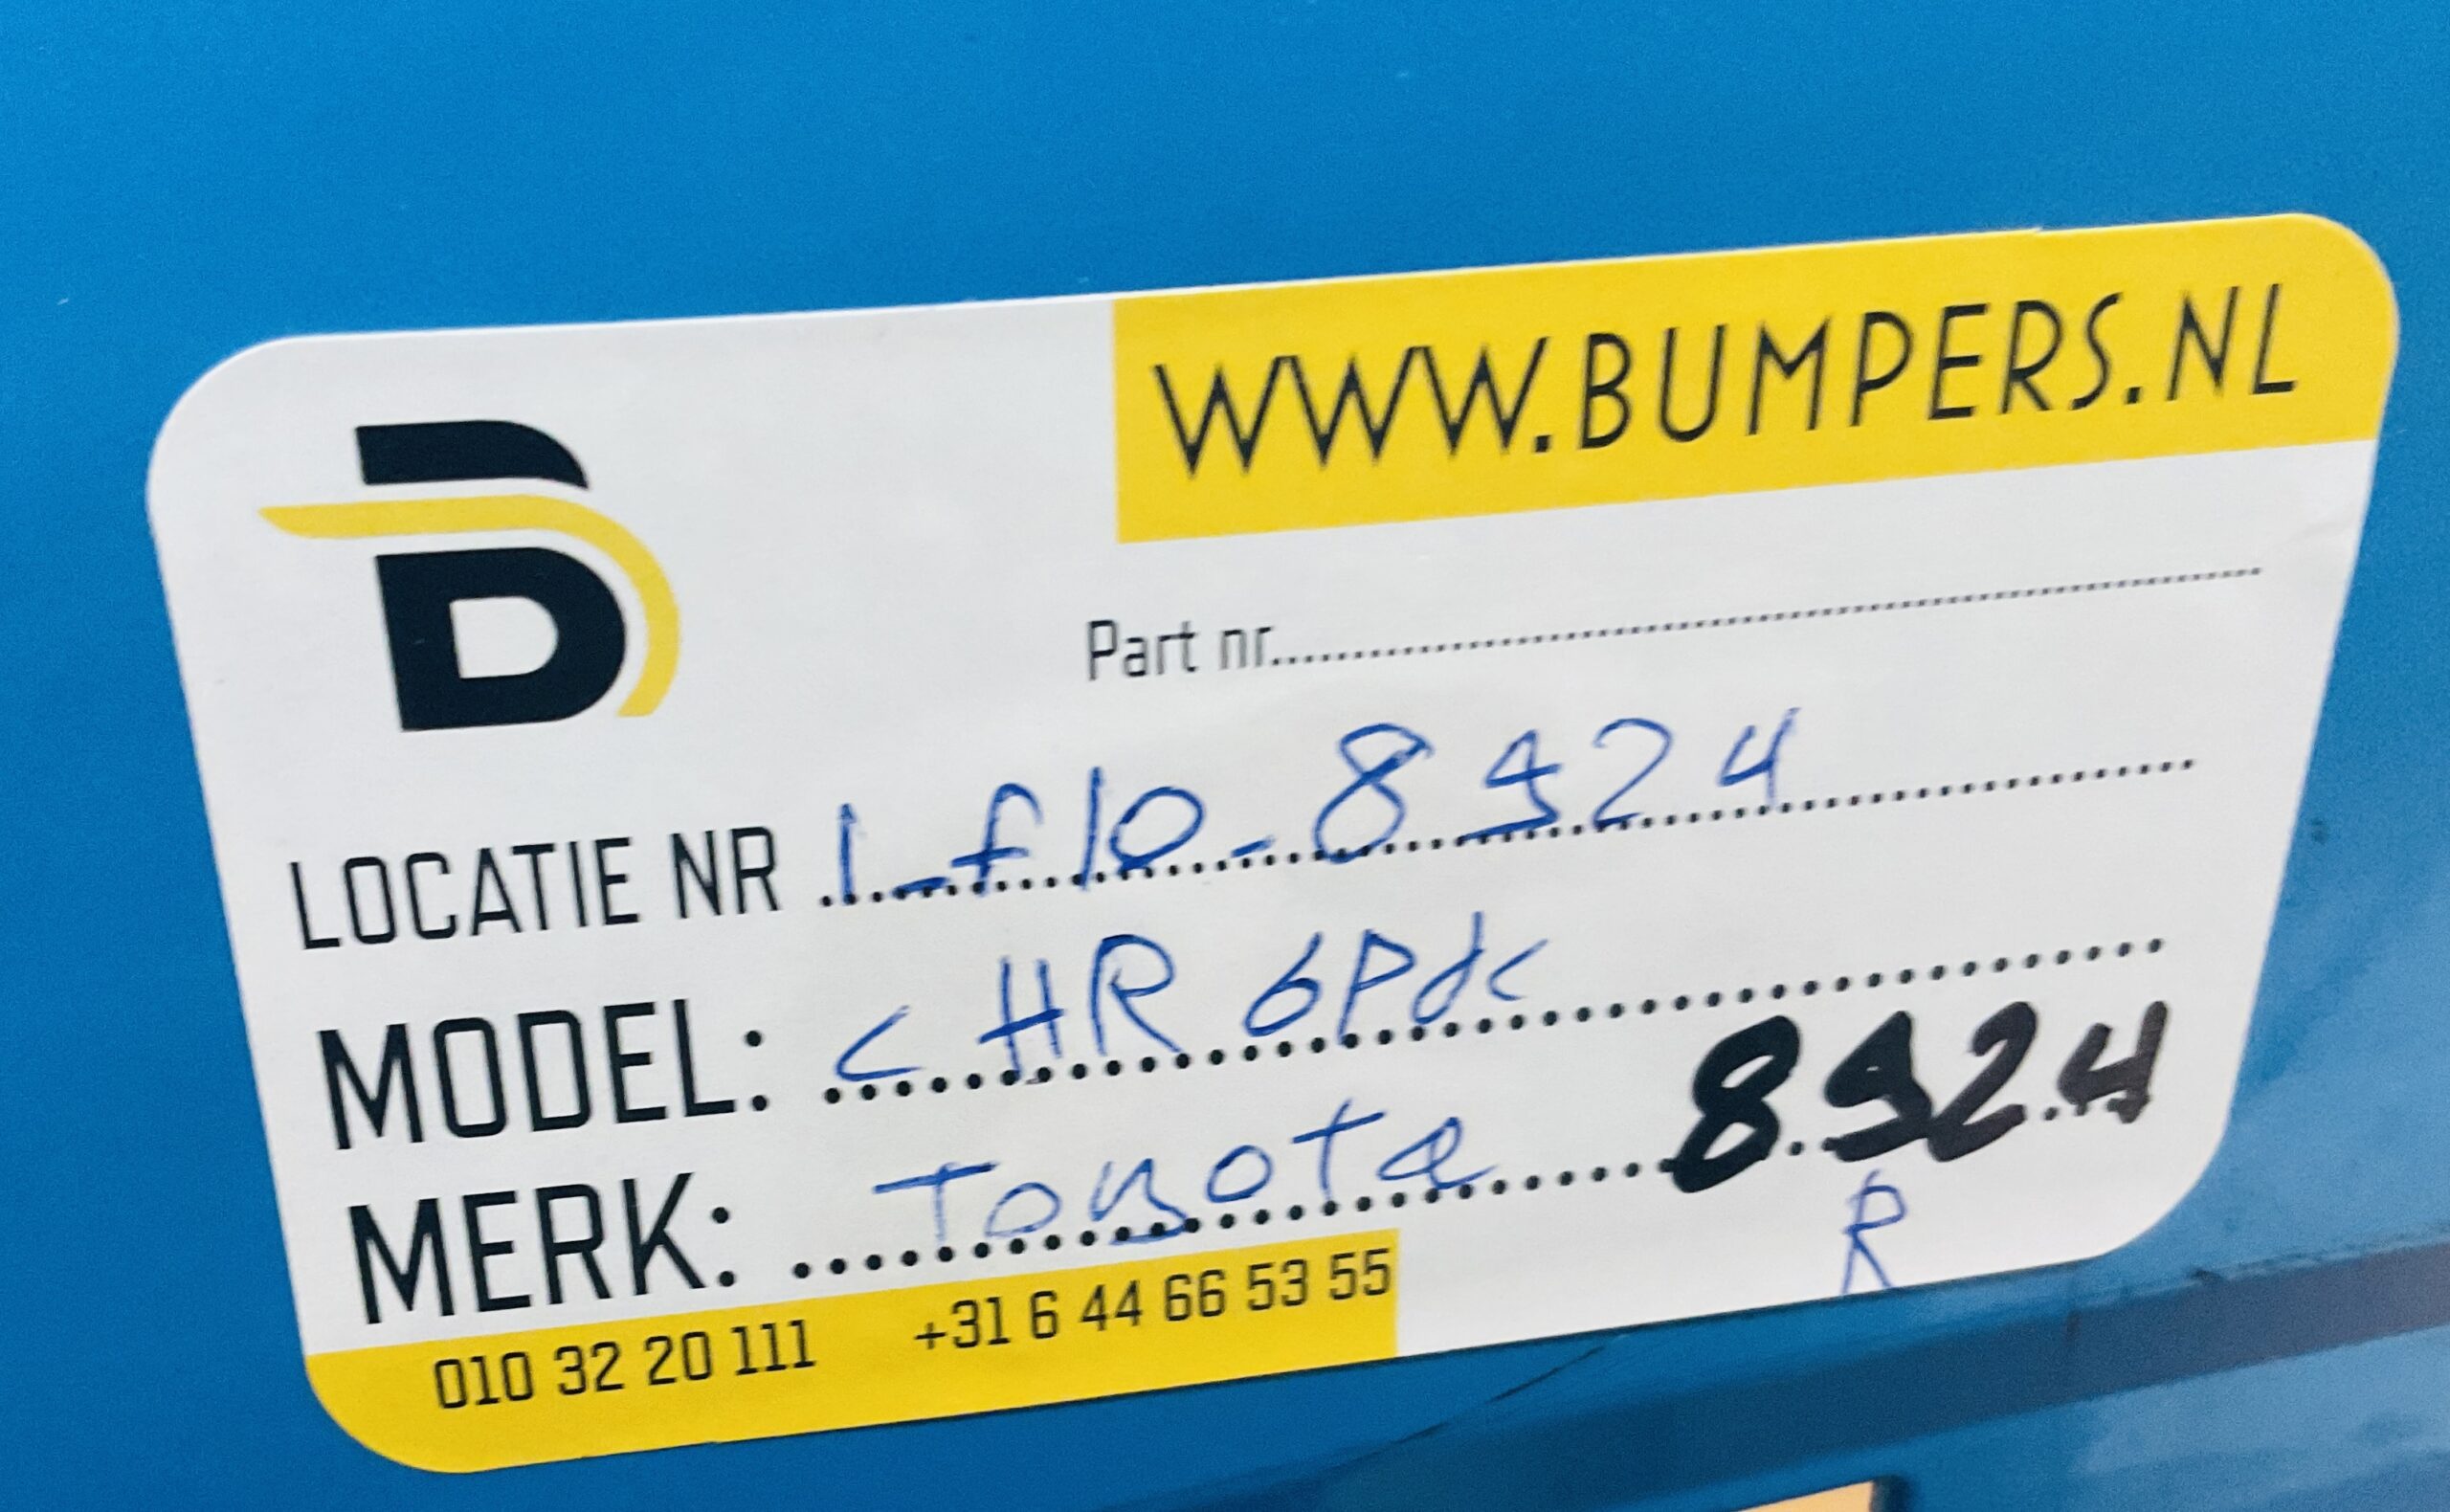 WWW.BUMPERS.NL
B
Part nr...............
LOCATIE NR 1-f10-8924
MODEL: CHR 6Pdc
MERK: Toyota 8924
R
010 32 20 111 +31 6 44 66 53 55